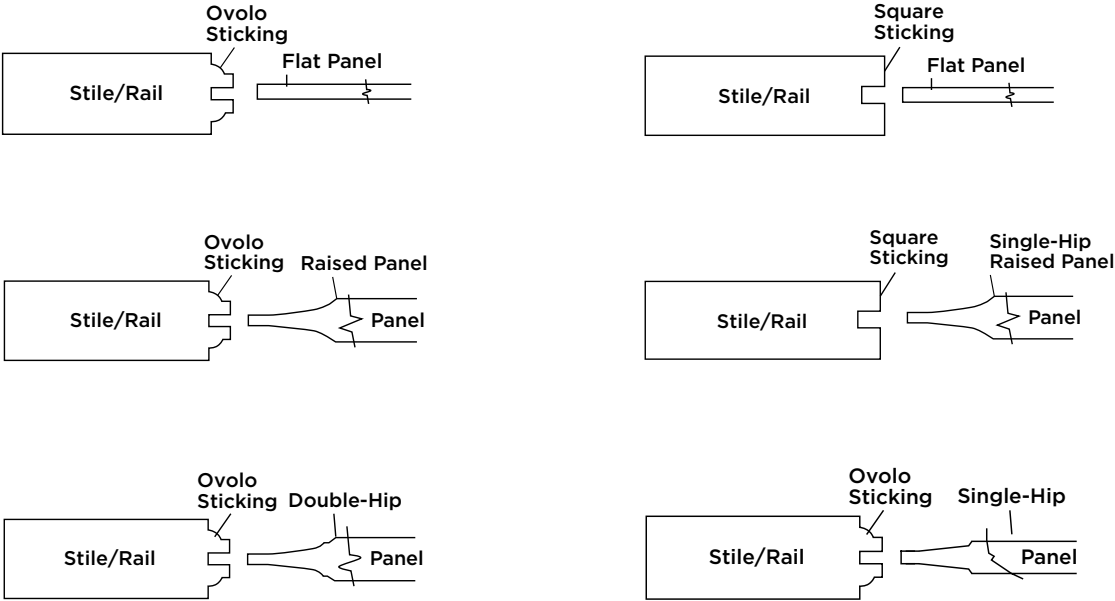 Ovolo
Sticking
Flat Panel
Stile/Rail
Square
Sticking
Flat Panel
Stile/Rail
Ovolo
Sticking
Raised Panel
Stile/Rail
Panel
Square
Sticking
Single-Hip
Raised Panel
Stile/Rail
Panel
Ovolo
Sticking
Double-Hip
Stile/Rail
Panel
Ovolo
Sticking
Single-Hip
Stile/Rail
Panel